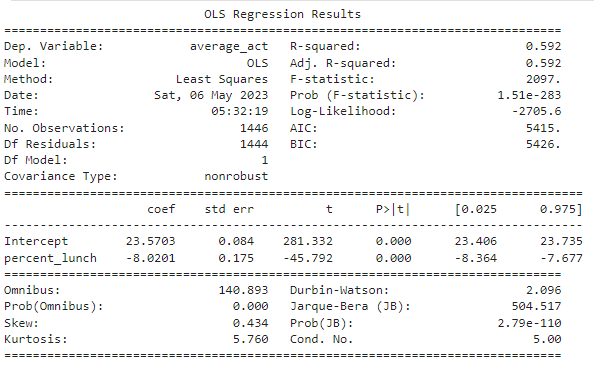 OLS Regression Results
==============================================================================
Dep. Variable:            average_act   R-squared:                       0.592
Model:                            OLS   Adj. R-squared:                  0.592
Method:                 Least Squares   F-statistic:                     2097.
Date:                Sat, 06 May 2023   Prob (F-statistic):          1.51e-283
Time:                        05:32:19   Log-Likelihood:                -2705.6
No. Observations:                1446   AIC:                             5415.
Df Residuals:                    1444   BIC:                             5426.
Df Model:                           1
Covariance Type:            nonrobust
=================================================================================
                    coef    std err          t      P>|t|      [0.025      0.975]
---------------------------------------------------------------------------------
Intercept        23.5703      0.084    281.332      0.000      23.406      23.735
percent_lunch    -8.0201      0.175    -45.792      0.000      -8.364      -7.677
==============================================================================
Omnibus:                      140.893   Durbin-Watson:                   2.096
Prob(Omnibus):                  0.000   Jarque-Bera (JB):              504.517
Skew:                           0.434   Prob(JB):                    2.79e-110
Kurtosis:                       5.760   Cond. No.                         5.00
==============================================================================